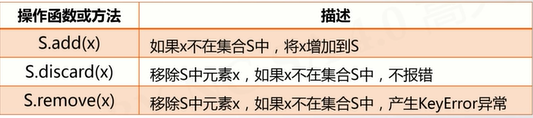 操作函数或方法 描述
S.add(x) 如果x不在集合S中，将x增加到S
S.discard(x) 移除S中元素x，如果x不在集合S中，不报错
S.remove(x) 移除S中元素x，如果x不在集合S中，产生KeyError异常